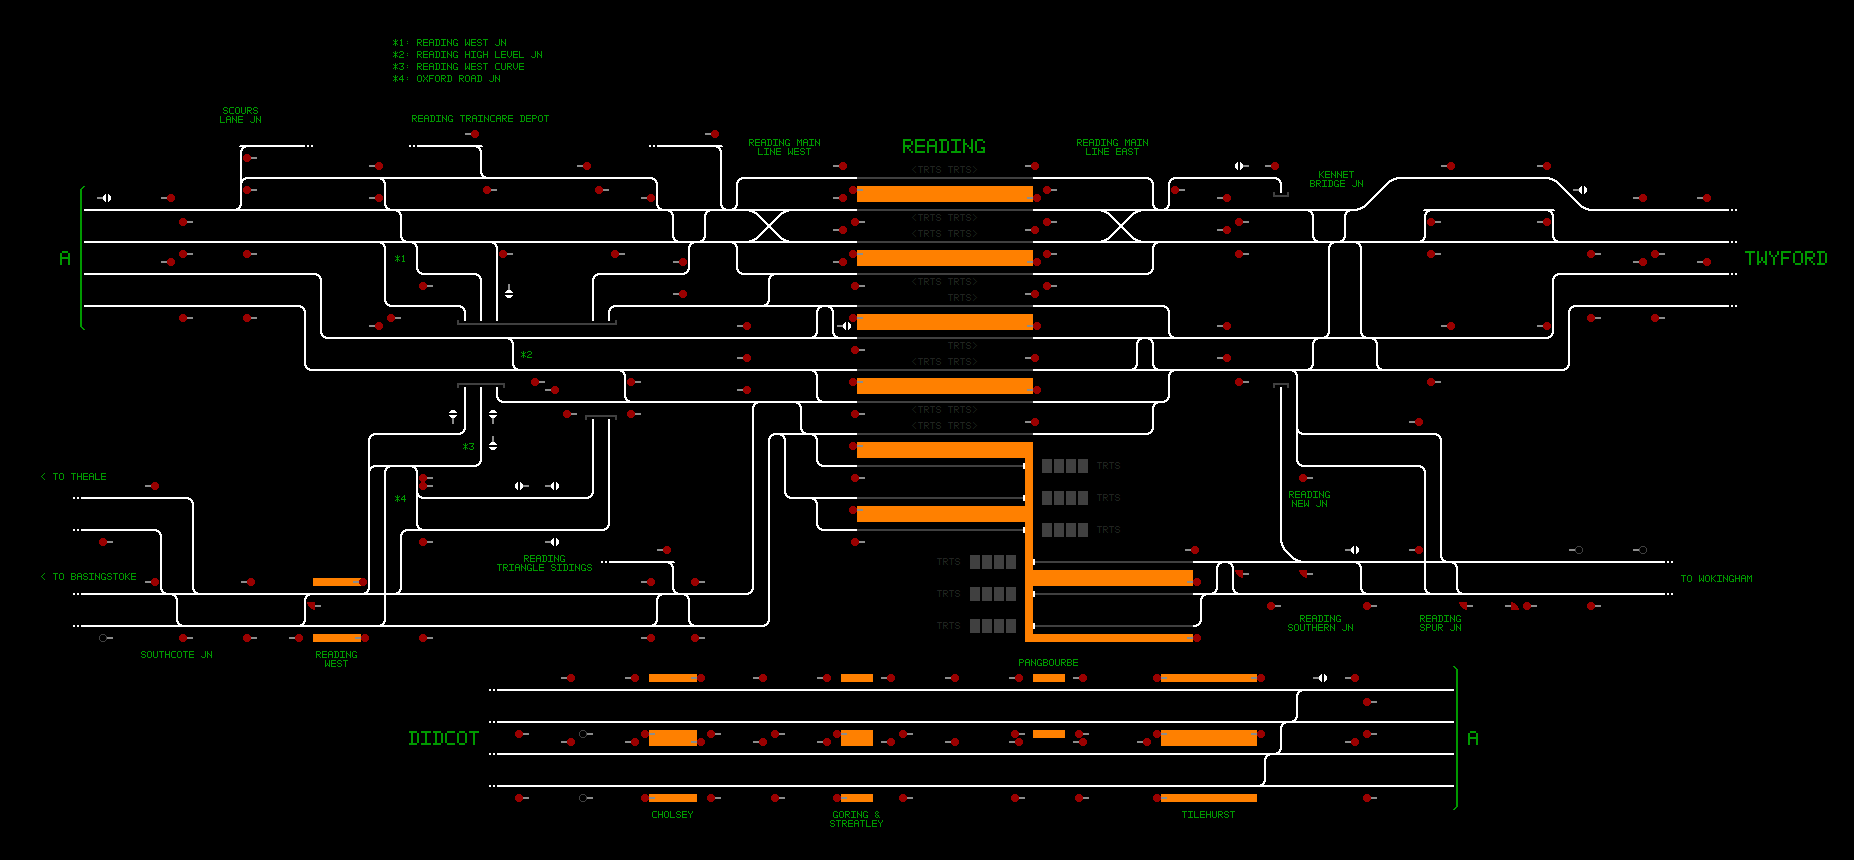 *1: READING WEST JN
*2: READING HIGH LEVEL JN
*3: READING WEST CURVE
*4: OXFORD ROAD JN
SCOURS
LANE JN
READING TRAINCARE DEPOT
READING MAIN
LINE WEST
READING
READING MAIN
LINE EAST
<TRTS TRTS>
KENNET
BRIDGE JN
<TRTS TRTS>
<TRTS TRTS>
A
*1
TWYFORD
<TRTS TRTS>
TRTS>
TRTS>
*2
<TRTS TRTS>
<TRTS TRTS>
<TRTS TRTS>
*3
TRTS
< TO THEALE
*4
READING
NEW JN
TRTS
TRTS
READING
TRIANGLE SIDINGS
TRTS
< TO BASINGSTOKE
TO WOKINGHAM
TRTS
TRTS
READING
SOUTHERN JN
READING
SPUR JN
SOUTHCOTE JN
READING
WEST
PANGBOURBE
DIDCOT
A
CHOLSEY
GORING &
STREATLEY
TILEHURST